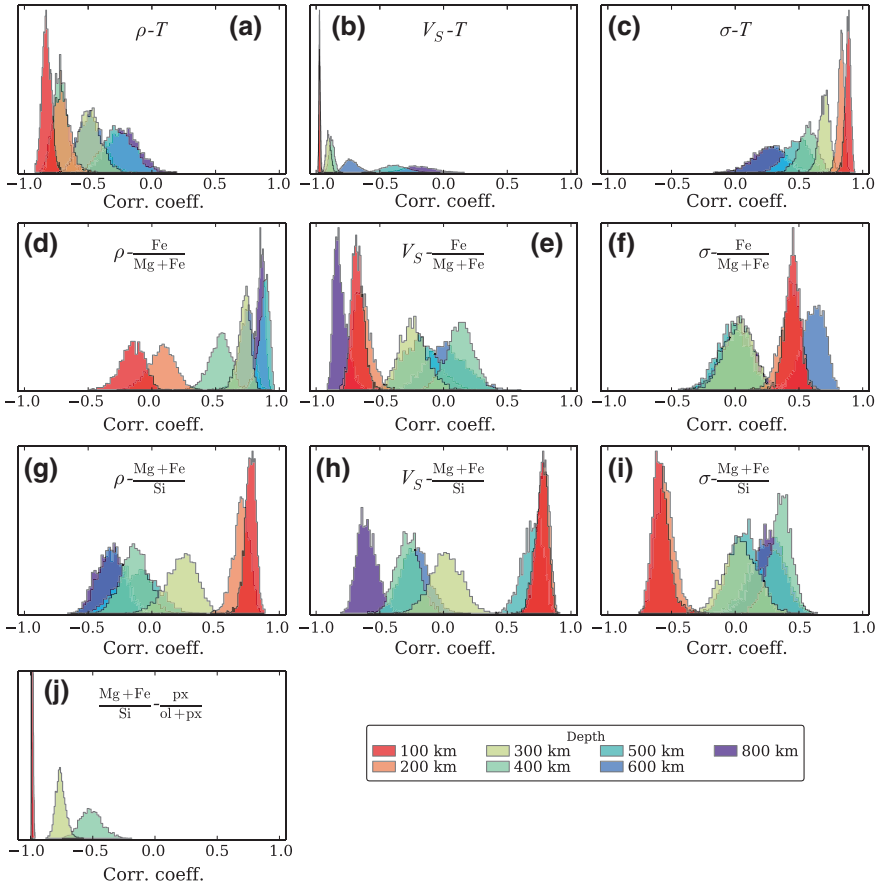 (a) ρ-T
(b) V_S-T
(c) σ-T
−1.0 −0.5 0.0 0.5 1.0
−1.0 −0.5 0.0 0.5 1.0
−1.0 −0.5 0.0 0.5 1.0
Corr. coeff.
Corr. coeff.
Corr. coeff.
(d) ρ-Fe/Mg+Fe
(e) V_S-Fe/Mg+Fe
(f) σ-Fe/Mg+Fe
−1.0 −0.5 0.0 0.5 1.0
−1.0 −0.5 0.0 0.5 1.0
−1.0 −0.5 0.0 0.5 1.0
Corr. coeff.
Corr. coeff.
Corr. coeff.
(g) ρ-Mg+Fe/Si
(h) V_S-Mg+Fe/Si
(i) σ-Mg+Fe/Si
−1.0 −0.5 0.0 0.5 1.0
−1.0 −0.5 0.0 0.5 1.0
−1.0 −0.5 0.0 0.5 1.0
Corr. coeff.
Corr. coeff.
Corr. coeff.
(j) Mg+Fe/Si-px/ol+px
−1.0 −0.5 0.0 0.5 1.0
Corr. coeff.
Depth
100 km 300 km 500 km 800 km
200 km 400 km 600 km